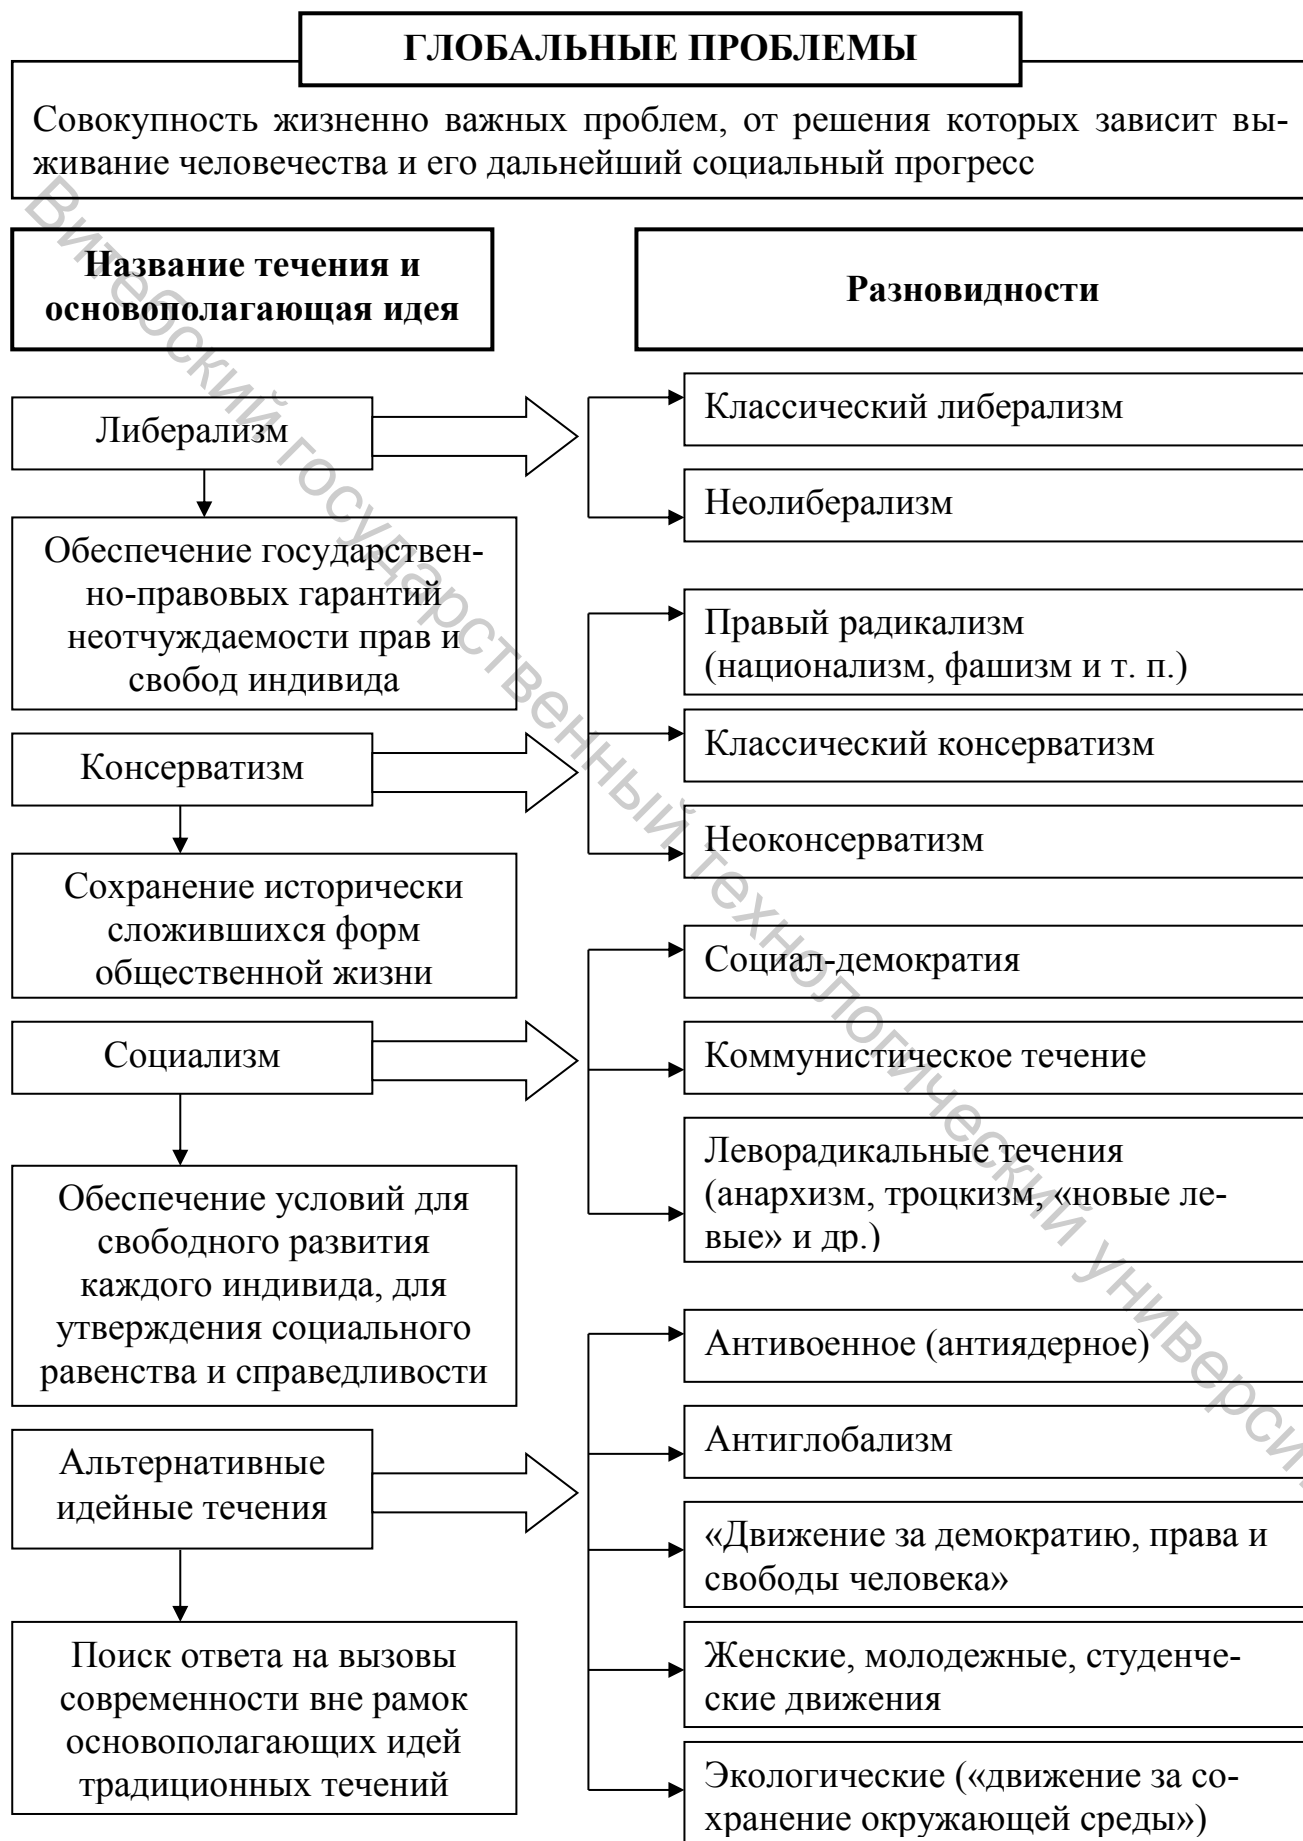 ГЛОБАЛЬНЫЕ ПРОБЛЕМЫ
Совокупность жизненно важных проблем, от решения которых зависит вы-
живание человечества и его дальнейший социальный прогресс
Название течения и
основополагающая идея
Разновидности
Либерализм
Классический либерализм
Неолиберализм
Обеспечение государствен-
но-правовых гарантий
неотчуждаемости прав и
свобод индивида
Правый радикализм
(национализм, фашизм и т. п.)
Консерватизм
Классический консерватизм
Неоконсерватизм
Сохранение исторически
сложившихся форм
общественной жизни
Социал-демократия
Социализм
Коммунистическое течение
Леворадикальные течения
(анархизм, троцкизм, «новые ле-
вые» и др.)
Обеспечение условий для
свободного развития
каждого индивида, для
утверждения социального
равенства и справедливости
Антивоенное (антиядерное)
Альтернативные
идейные течения
Антиглобализм
«Движение за демократию, права и
свободы человека»
Поиск ответа на вызовы
современности вне рамок
основополагающих идей
традиционных течений
Женские, молодежные, студенче-
ские движения
Экологические («движение за со-
хранение окружающей среды»)
Витебский государственный технологический